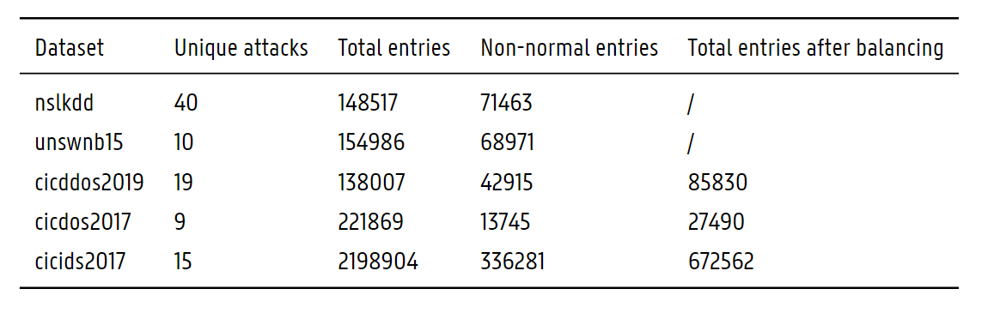 Dataset Unique attacks Total entries Non-normal entries Total entries after balancing
nslkdd 40 148517 71463 /
unswnb15 10 154986 68971 /
cicddos2019 19 138007 42915 85830
cicdos2017 9 221869 13745 27490
cicids2017 15 2198904 336281 672562